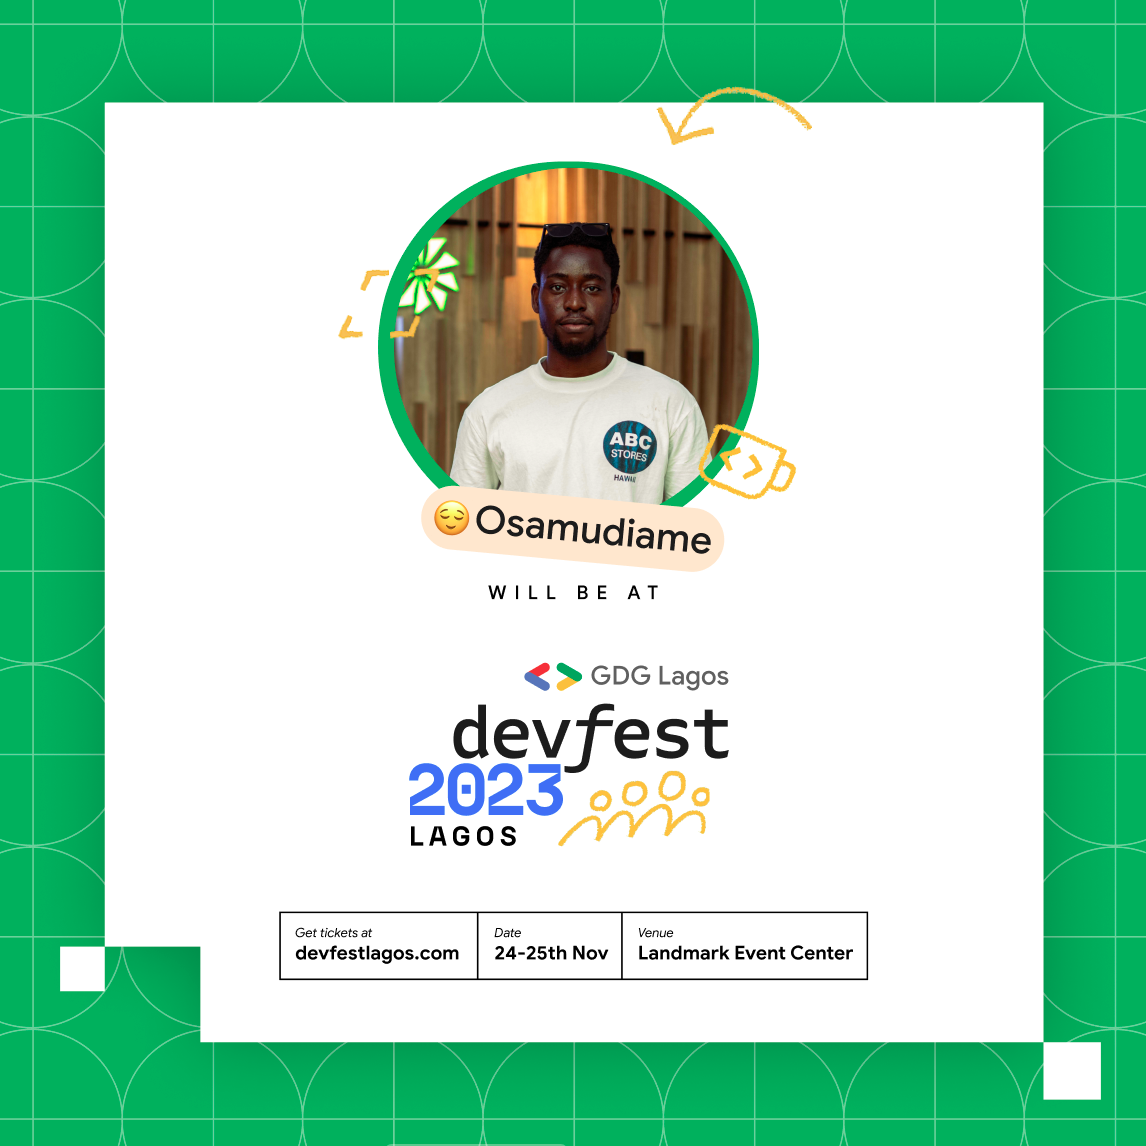 ABC
STORES
HAWAII
😌 Osamudiame
WILL BE AT
GDG Lagos
devfest
2023
LAGOS
Get tickets at
devfestlagos.com
Date
24-25th Nov
Venue
Landmark Event Center